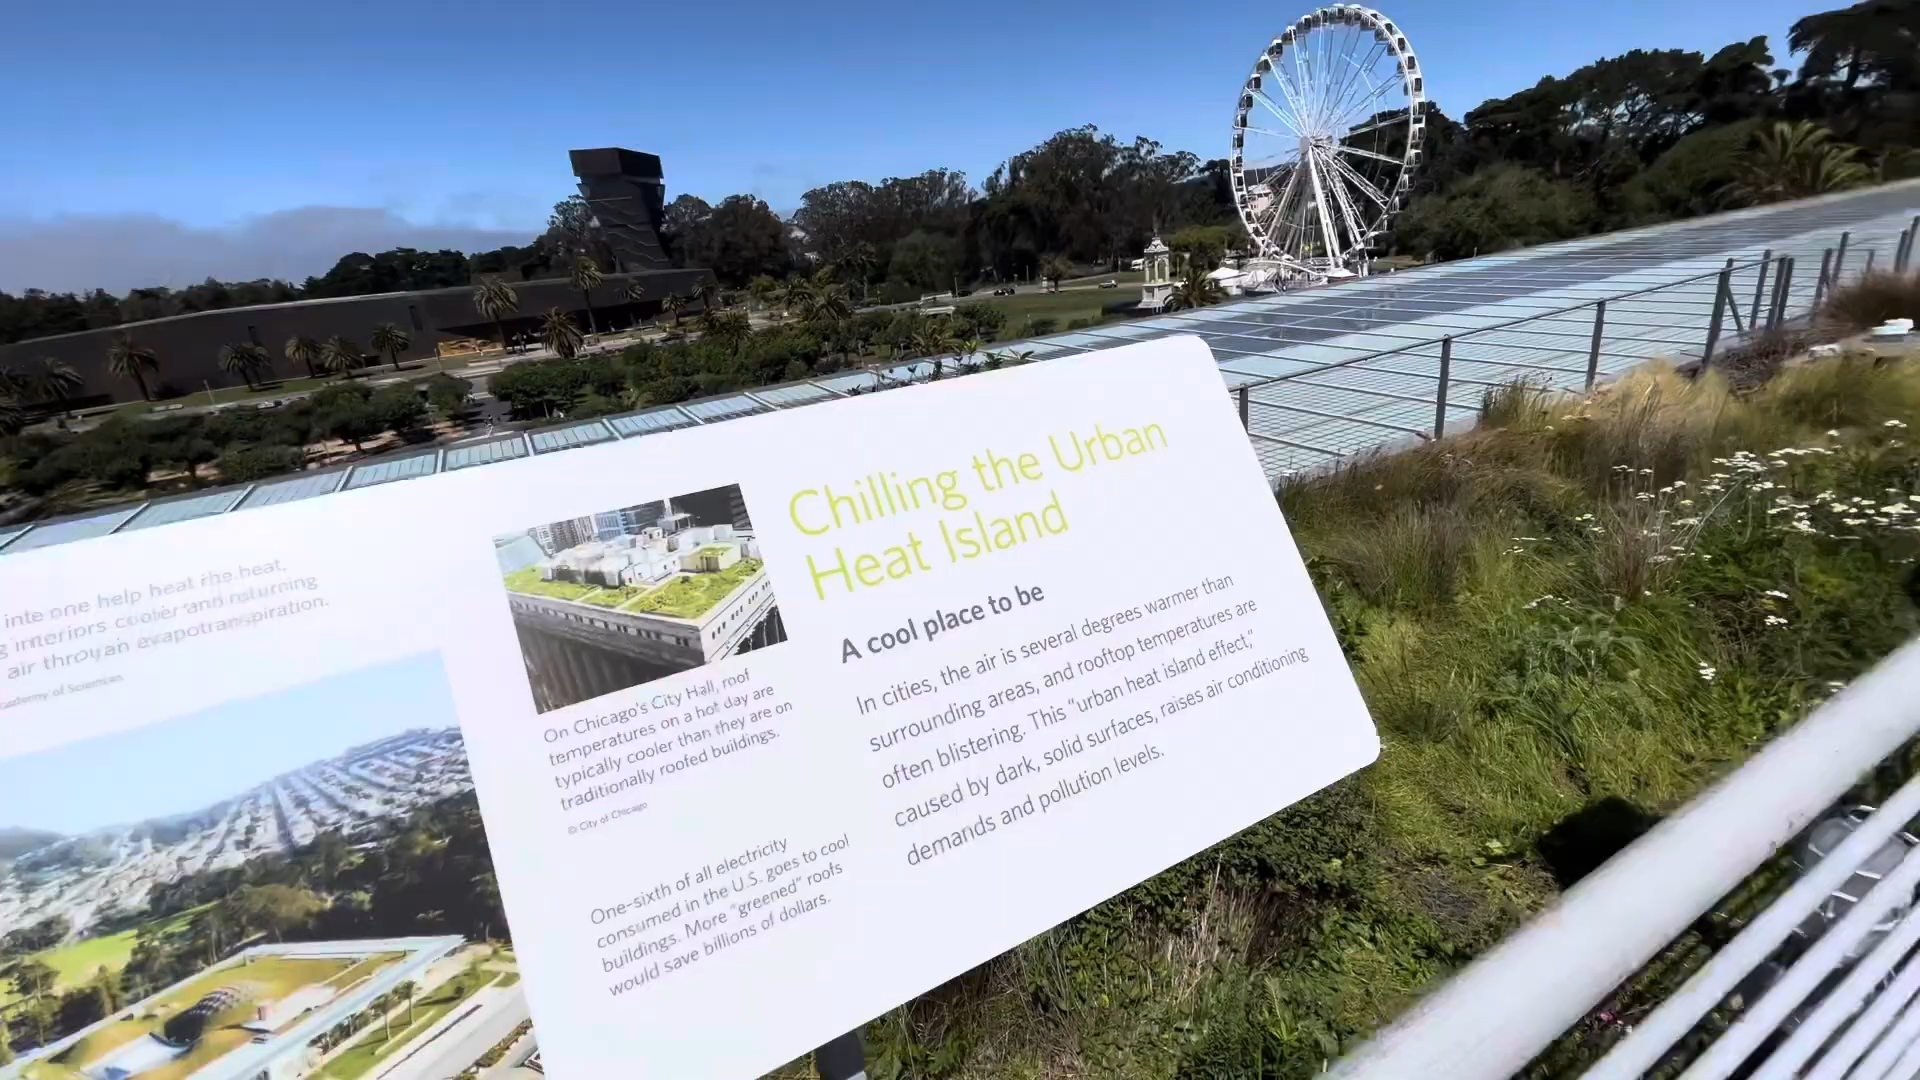 one help heat the heat,
interiors cooler and returning
air through evapotranspiration.
Academy of Sciences
On Chicago's City Hall, roof
temperatures on a hot day are
typically cooler than they are on
traditionally roofed buildings.
© City of Chicago
One-sixth of all electricity
consumed in the U.S. goes to cool
buildings. More "greened" roofs
would save billions of dollars.
Chilling the Urban
Heat Island
A cool place to be
In cities, the air is several degrees warmer than
surrounding areas, and rooftop temperatures are
often blistering. This "urban heat island effect,"
caused by dark, solid surfaces, raises air conditioning
demands and pollution levels.